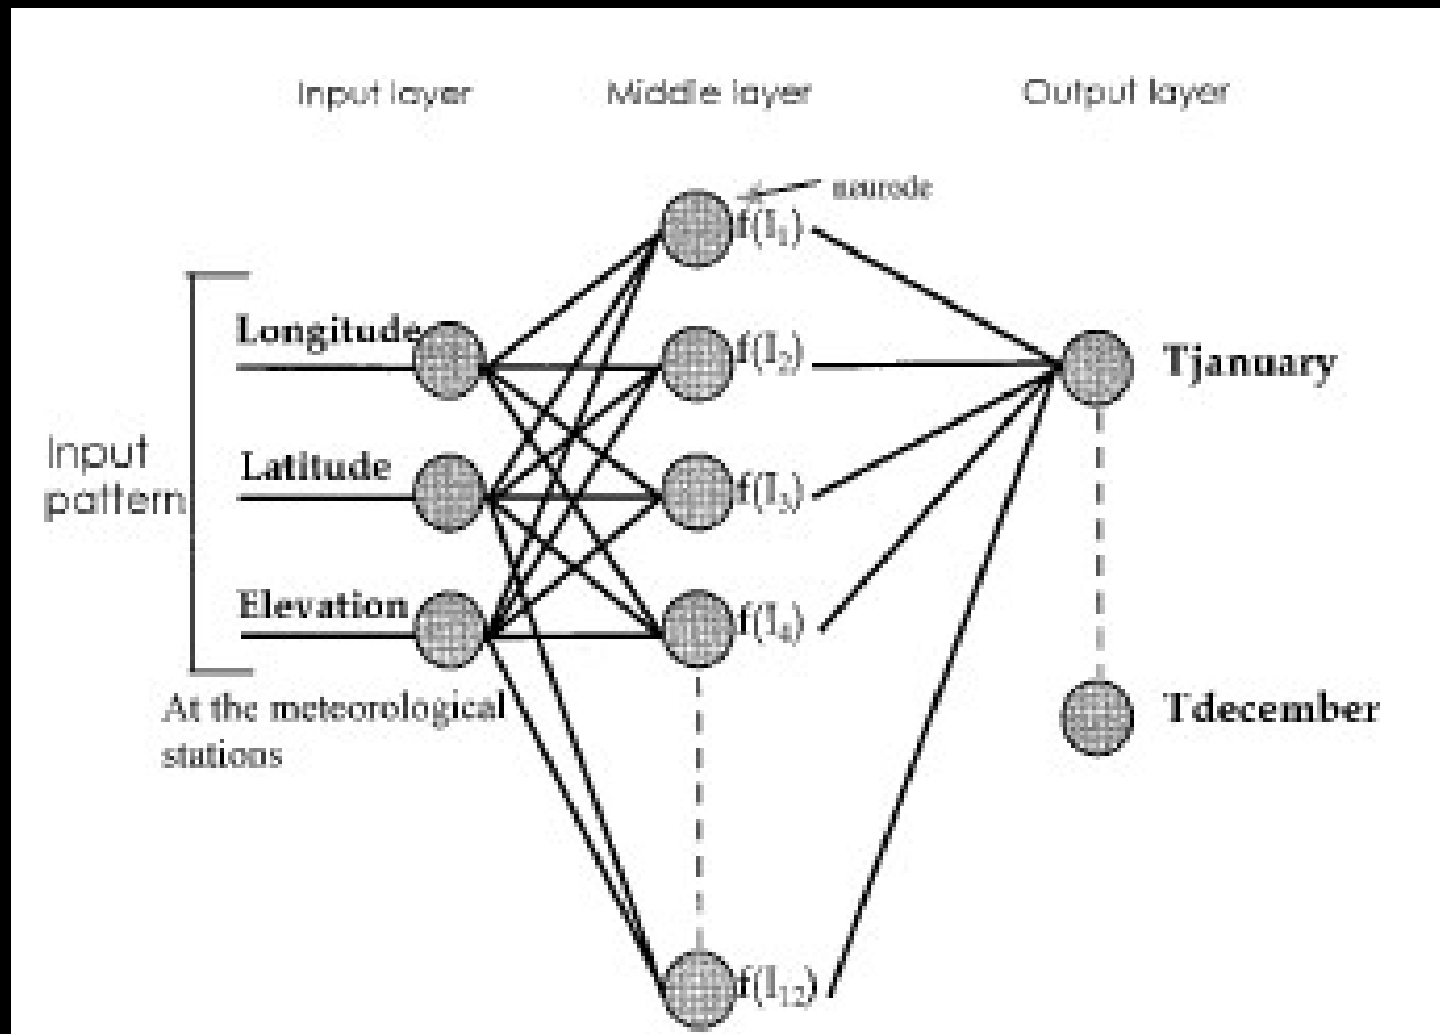 Input layer
Middle layer
Output layer
neurode
f(I₁)
Longitude
f(I₂)
Tjanuary
Input
pattern
Latitude
f(I₃)
Elevation
f(I₄)
At the meteorological
stations
Tdecember
f(I₁₂)